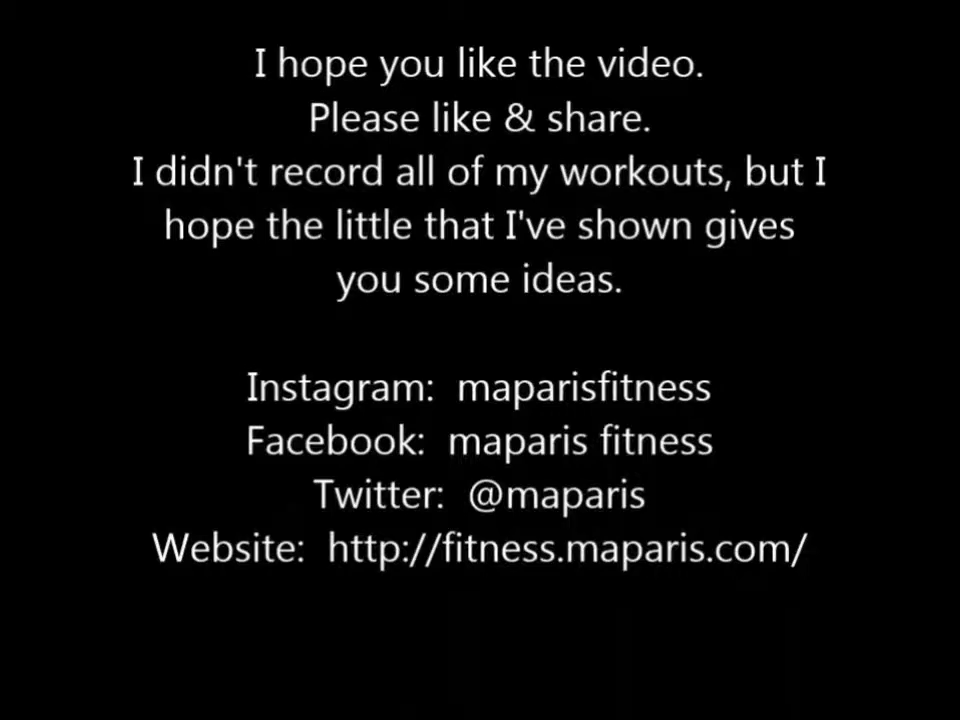 I hope you like the video.
Please like & share.
I didn't record all of my workouts, but I
hope the little that I've shown gives
you some ideas.
Instagram:  maparisfitness
Facebook:  maparis fitness
Twitter:  @maparis
Website:  http://fitness.maparis.com/